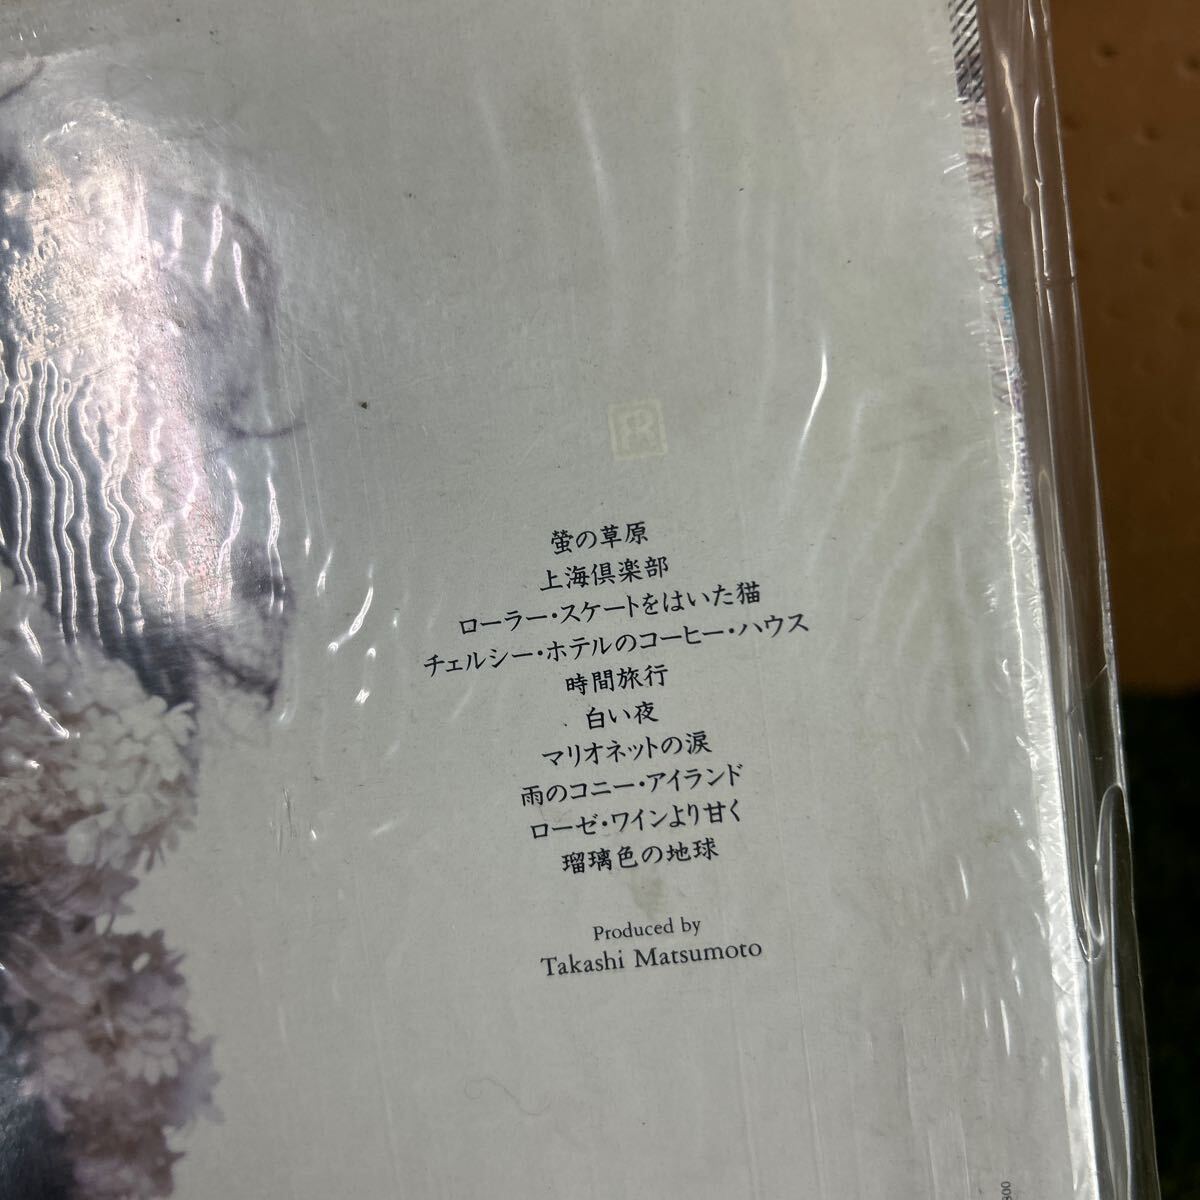 R
螢の草原
上海倶楽部
ローラー・スケートをはいた猫
チェルシー・ホテルのコーヒー・ハウス
時間旅行
白い夜
マリオネットの涙
雨のコニー・アイランド
ローゼ・ワインより甘く
瑠璃色の地球
Produced by
Takashi Matsumoto